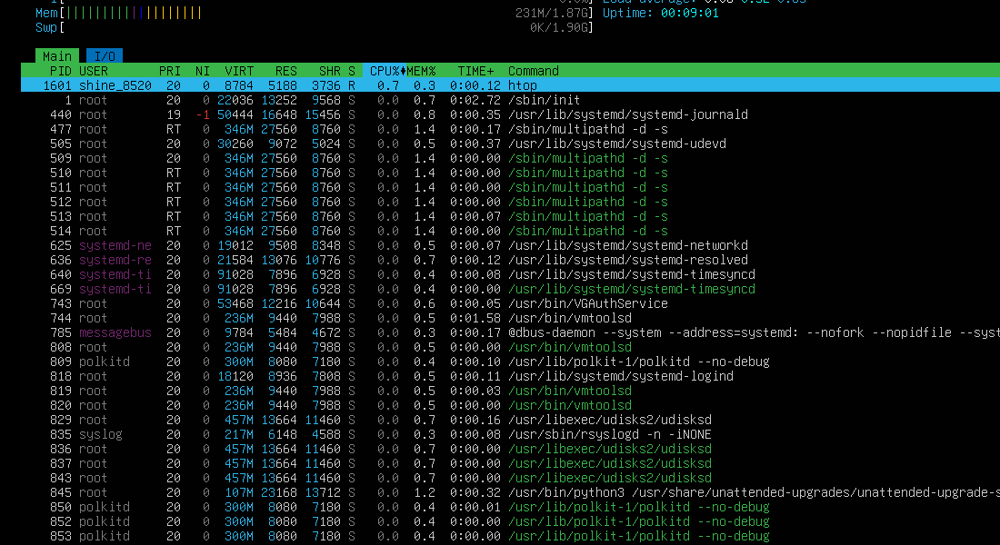 Mem[|||||||||||||||||||| 231M/1.87G] Uptime: 00:09:01
Swp[ 0K/1.90G]
Main I/O
PID USER PRI NI VIRT RES SHR S CPU% MEM% TIME+ Command
1601 shine_8520 20 0 8784 5188 3736 R 0.7 0.3 0:00.12 htop
1 root 20 0 22036 13252 9568 S 0.0 0.7 0:02.72 /sbin/init
440 root 19 -1 50444 16648 15456 S 0.0 0.8 0:00.35 /usr/lib/systemd/systemd-journald
477 root RT 0 346M 27560 8760 S 0.0 1.4 0:00.17 /sbin/multipathd -d -s
505 root 20 0 30260 9072 5024 S 0.0 0.5 0:00.37 /usr/lib/systemd/systemd-udevd
509 root 20 0 346M 27560 8760 S 0.0 1.4 0:00.00 /sbin/multipathd -d -s
510 root RT 0 346M 27560 8760 S 0.0 1.4 0:00.00 /sbin/multipathd -d -s
511 root RT 0 346M 27560 8760 S 0.0 1.4 0:00.00 /sbin/multipathd -d -s
512 root RT 0 346M 27560 8760 S 0.0 1.4 0:00.00 /sbin/multipathd -d -s
513 root RT 0 346M 27560 8760 S 0.0 1.4 0:00.07 /sbin/multipathd -d -s
514 root RT 0 346M 27560 8760 S 0.0 1.4 0:00.00 /sbin/multipathd -d -s
625 systemd-ne 20 0 19012 9508 8348 S 0.0 0.5 0:00.07 /usr/lib/systemd/systemd-networkd
636 systemd-re 20 0 21584 13076 10776 S 0.0 0.7 0:00.12 /usr/lib/systemd/systemd-resolved
640 systemd-ti 20 0 91028 7896 6928 S 0.0 0.4 0:00.08 /usr/lib/systemd/systemd-timesyncd
669 systemd-ti 20 0 91028 7896 6928 S 0.0 0.4 0:00.00 /usr/lib/systemd/systemd-timesyncd
743 root 20 0 53468 12216 10644 S 0.0 0.6 0:00.05 /usr/bin/VGAuthService
744 root 20 0 236M 9440 7988 S 0.0 0.5 0:01.58 /usr/bin/vmtoolsd
785 messagebus 20 0 9784 5484 4672 S 0.0 0.3 0:00.17 @dbus-daemon --system --address=systemd: --nofork --nopidfile --syst
808 root 20 0 236M 9440 7988 S 0.0 0.5 0:00.00 /usr/bin/vmtoolsd
809 polkitd 20 0 300M 8080 7180 S 0.0 0.4 0:00.10 /usr/lib/polkit-1/polkitd --no-debug
818 root 20 0 18120 8936 7808 S 0.0 0.5 0:00.11 /usr/lib/systemd/systemd-logind
819 root 20 0 236M 9440 7988 S 0.0 0.5 0:00.03 /usr/bin/vmtoolsd
820 root 20 0 236M 9440 7988 S 0.0 0.5 0:00.00 /usr/bin/vmtoolsd
829 root 20 0 457M 13664 11460 S 0.0 0.7 0:00.16 /usr/libexec/udisks2/udisksd
835 syslog 20 0 217M 6148 4588 S 0.0 0.3 0:00.08 /usr/sbin/rsyslogd -n -iNONE
836 root 20 0 457M 13664 11460 S 0.0 0.7 0:00.00 /usr/libexec/udisks2/udisksd
837 root 20 0 457M 13664 11460 S 0.0 0.7 0:00.00 /usr/libexec/udisks2/udisksd
843 root 20 0 457M 13664 11460 S 0.0 0.7 0:00.00 /usr/libexec/udisks2/udisksd
845 root 20 0 107M 23168 13712 S 0.0 1.2 0:00.32 /usr/bin/python3 /usr/share/unattended-upgrades/unattended-upgrade-s
850 polkitd 20 0 300M 8080 7180 S 0.0 0.4 0:00.01 /usr/lib/polkit-1/polkitd --no-debug
852 polkitd 20 0 300M 8080 7180 S 0.0 0.4 0:00.00 /usr/lib/polkit-1/polkitd --no-debug
853 polkitd 20 0 300M 8080 7180 S 0.0 0.4 0:00.00 /usr/lib/polkit-1/polkitd --no-debug